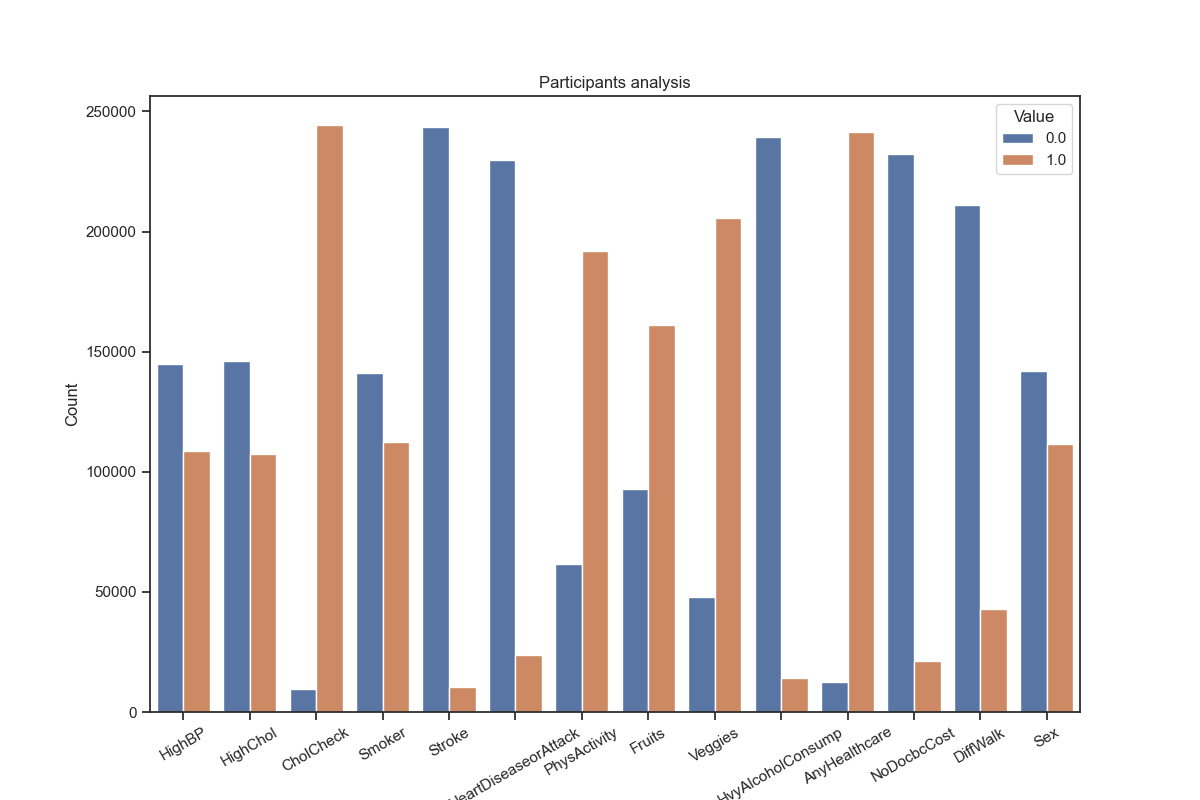 Participants analysis
250000
200000
150000
100000
50000
0
Count
Value
0.0
1.0
HighBP
HighChol
CholCheck
Smoker
Stroke
HeartDiseaseorAttack
PhysActivity
Fruits
Veggies
HvyAlcoholConsump
AnyHealthcare
NoDocbcCost
DiffWalk
Sex